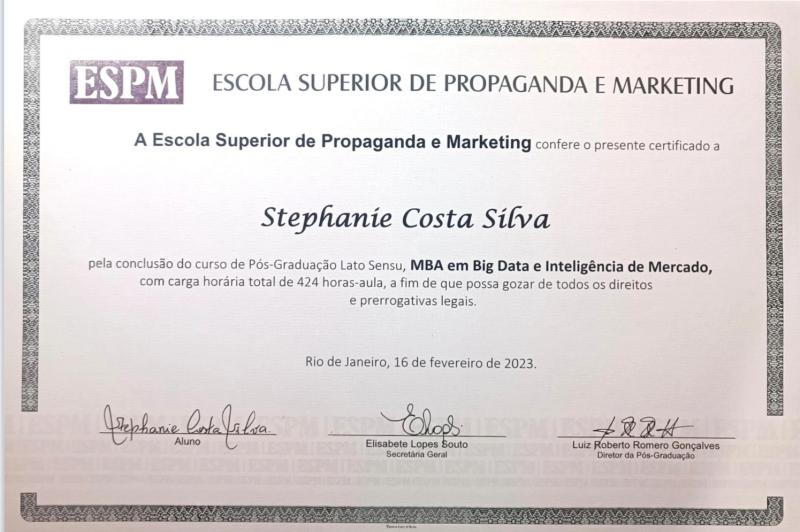 ESPM ESCOLA SUPERIOR DE PROPAGANDA E MARKETING
A Escola Superior de Propaganda e Marketing confere o presente certificado a
Stephanie Costa Silva
pela conclusão do curso de Pós-Graduação Lato Sensu, MBA em Big Data e Inteligência de Mercado,
com carga horária total de 424 horas-aula, a fim de que possa gozar de todos os direitos
e prerrogativas legais.
Rio de Janeiro, 16 de fevereiro de 2023.
Stephanie Costa Silva
Aluno
Elisabete Lopes Souto
Secretária Geral
Luiz Roberto Romero Gonçalves
Diretor da Pós-Graduação